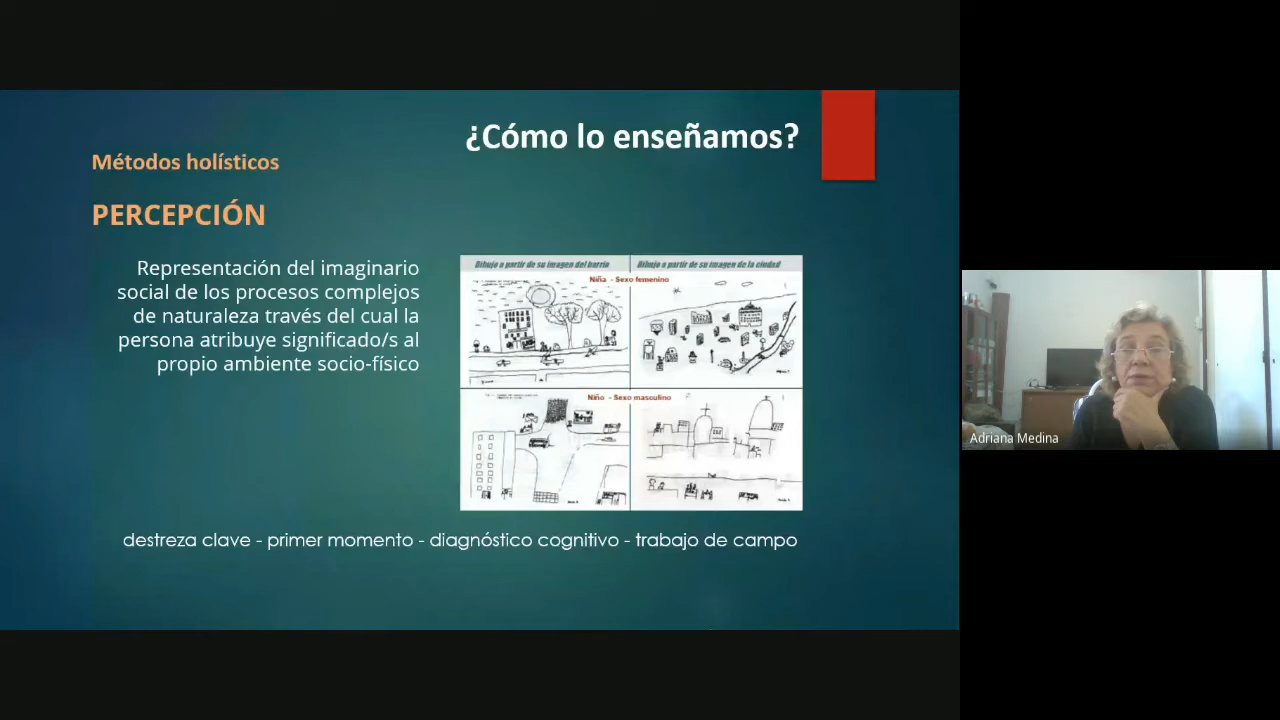 ¿Cómo lo enseñamos?
Métodos holísticos
PERCEPCIÓN
Representación del imaginario
social de los procesos complejos
de naturaleza través del cual la
persona atribuye significado/s al
propio ambiente socio-físico
Dibujo a partir de su imagen del barrio
Dibujo a partir de su imagen de la ciudad
Niña - Sexo femenino
Niño - Sexo masculino
destreza clave - primer momento - diagnóstico cognitivo - trabajo de campo
Adriana Medina